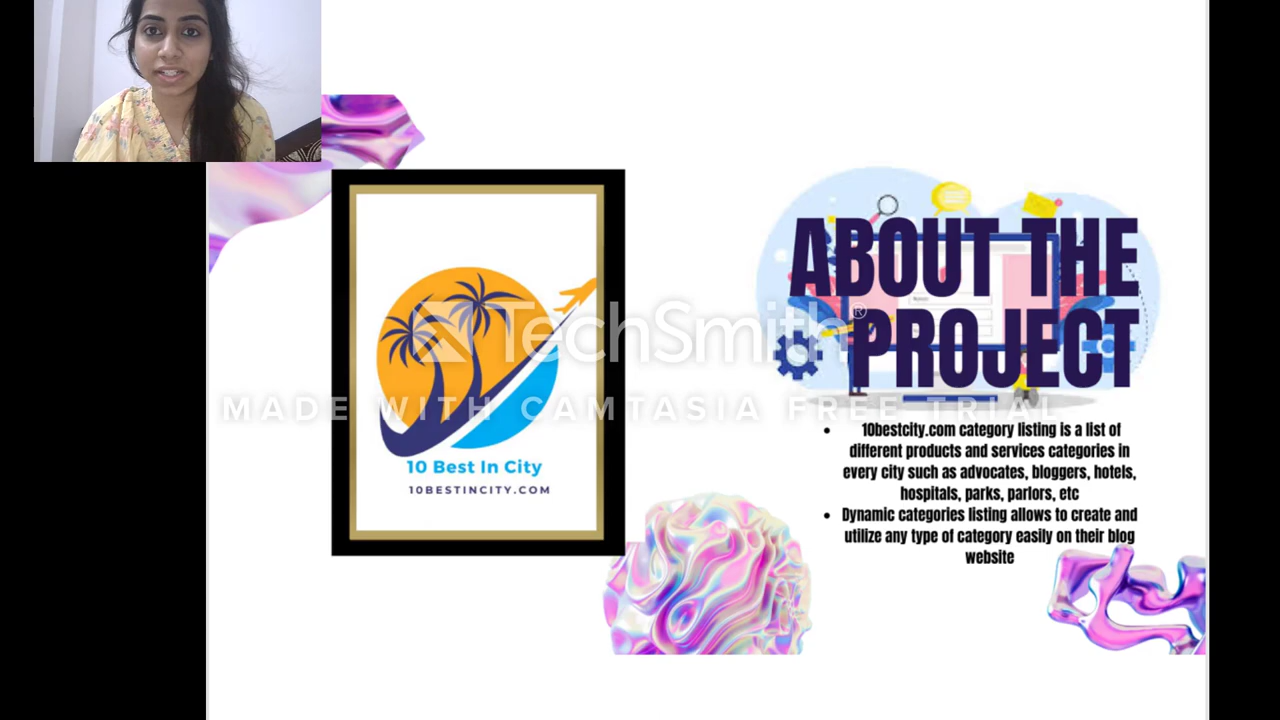 ABOUT THE
PROJECT
TechSmith®
MADE WITH CAMTASIA FREE TRIAL
10bestcity.com category listing is a list of
different products and services categories in
every city such as advocates, bloggers, hotels,
hospitals, parks, parlors, etc
Dynamic categories listing allows to create and
utilize any type of category easily on their blog
website
10 Best In City
10BESTINCITY.COM